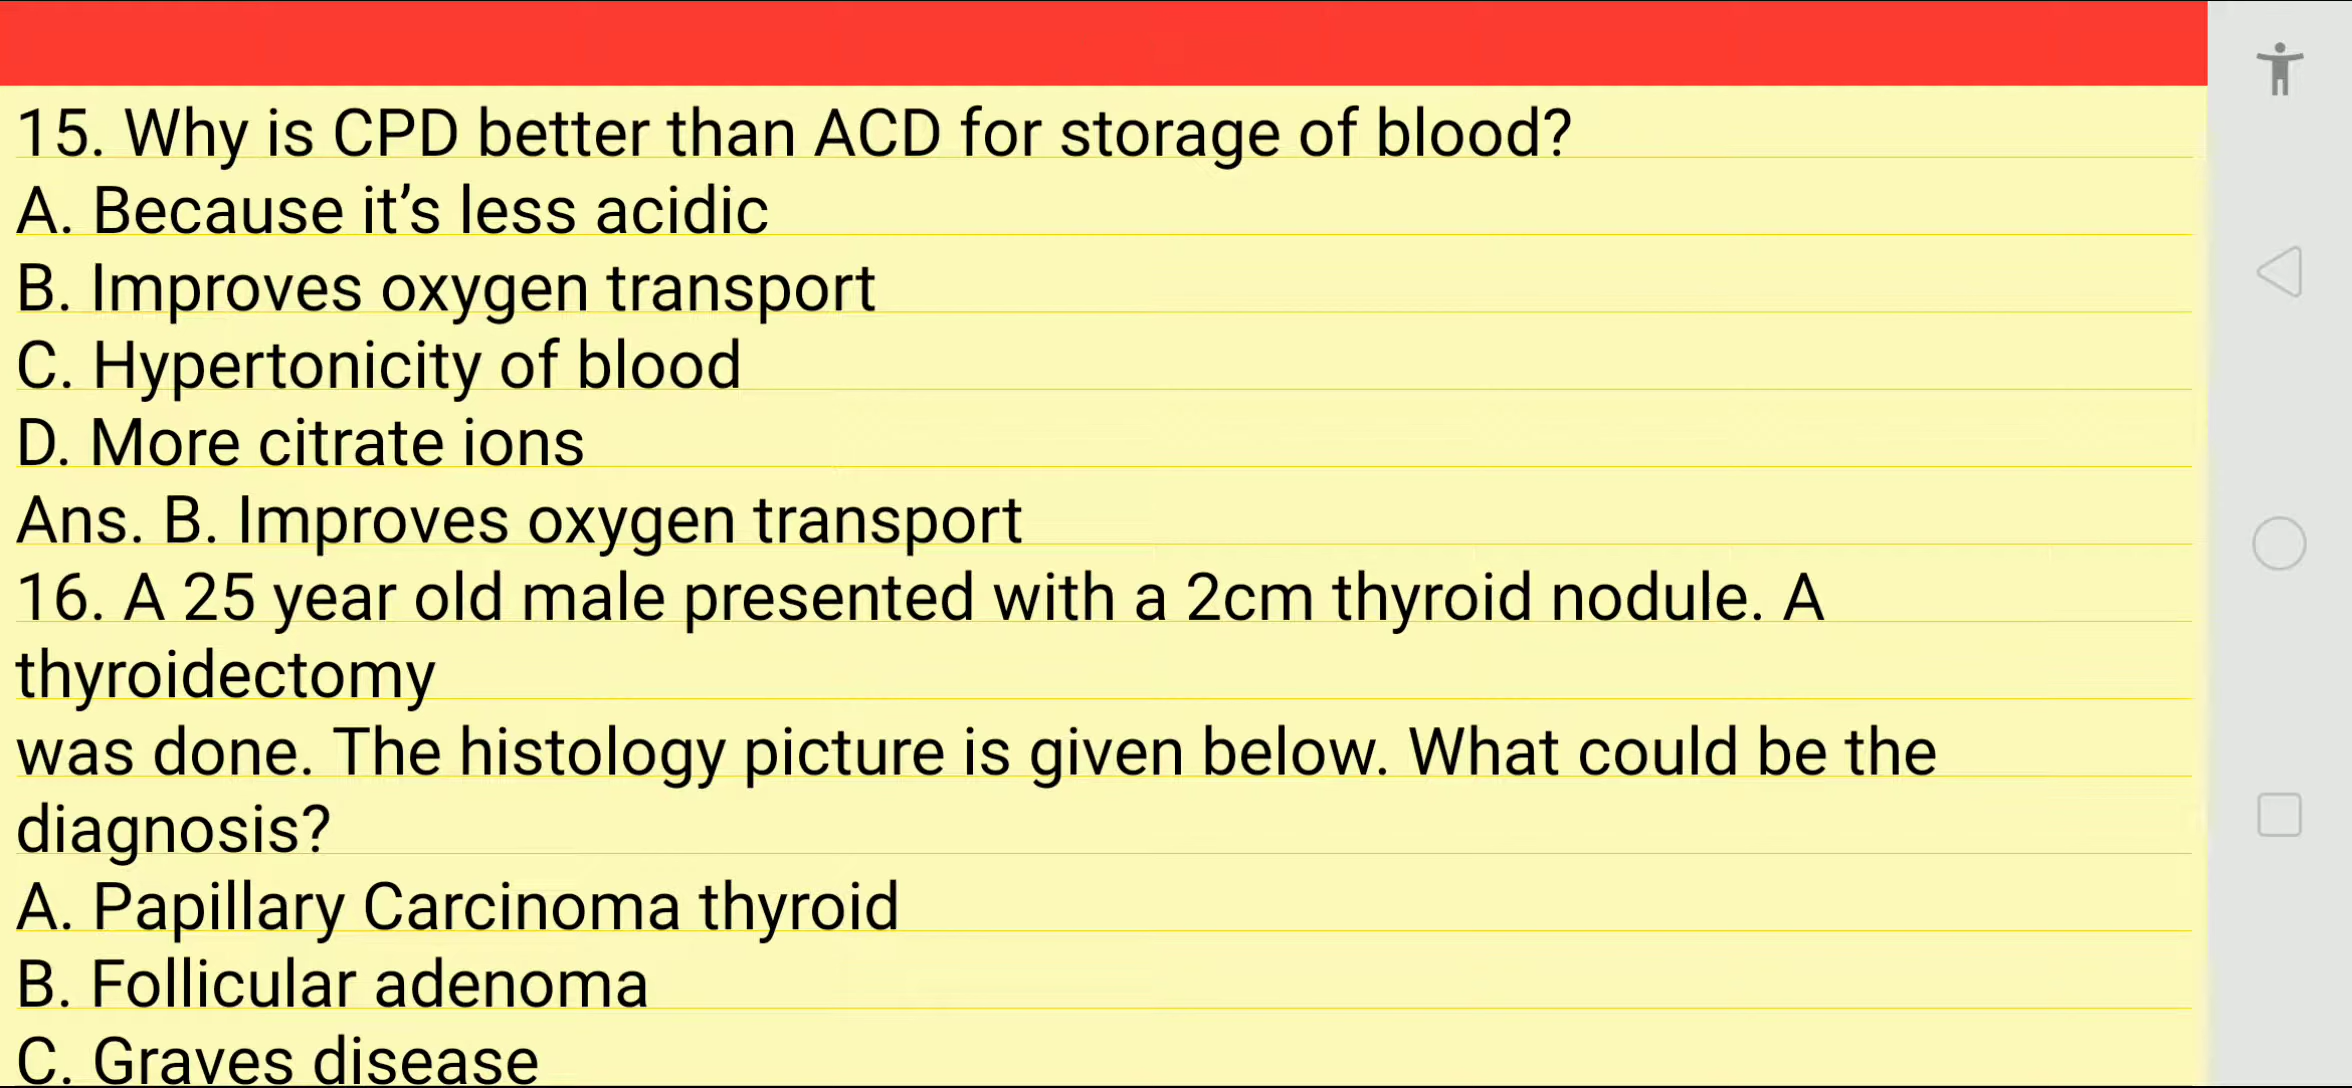 15. Why is CPD better than ACD for storage of blood?
A. Because it’s less acidic
B. Improves oxygen transport
C. Hypertonicity of blood
D. More citrate ions
Ans. B. Improves oxygen transport
16. A 25 year old male presented with a 2cm thyroid nodule. A
thyroidectomy
was done. The histology picture is given below. What could be the
diagnosis?
A. Papillary Carcinoma thyroid
B. Follicular adenoma
C. Graves disease